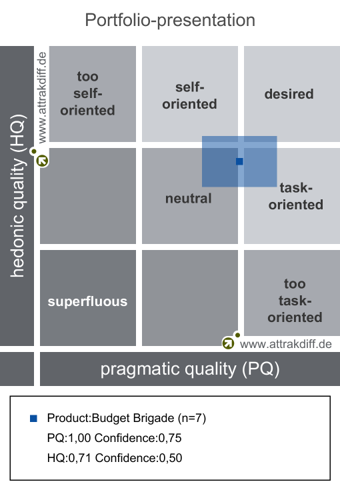 Portfolio-presentation
www.attrakdiff.de
too
self-
oriented
self-
oriented
desired
hedonic quality (HQ)
neutral
task-
oriented
superfluous
too
task-
oriented
www.attrakdiff.de
pragmatic quality (PQ)
Product:Budget Brigade (n=7)
PQ:1,00 Confidence:0,75
HQ:0,71 Confidence:0,50